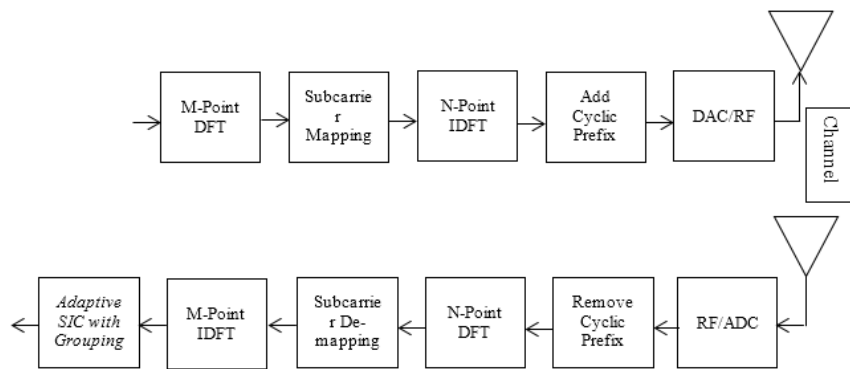 M-Point
DFT
Subcarrie
r
Mapping
N-Point
IDFT
Add
Cyclic
Prefix
DAC/RF
Channel
Adaptive
SIC with
Grouping
M-Point
IDFT
Subcarrie
r De-
mapping
N-Point
DFT
Remove
Cyclic
Prefix
RF/ADC